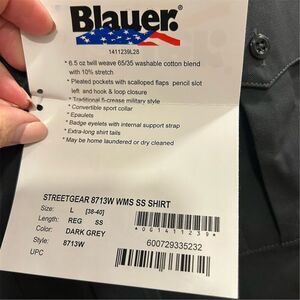 Blauer®
1411239L28
* 6.5 oz twill weave 65/35 washable cotton blend
with 10% stretch
* Pleated pockets with scalloped flaps pencil slot
left and hook & loop closure
* Traditional 5-crease military style
* Convertible sport collar
* Epaulets
* Badge eyelets with internal support strap
* Extra-long shirt tails
* May be home laundered or dry cleaned
STREETGEAR 8713W WMS SS SHIRT
Size: L [38-40]
Length: REG SS
Color: DARK GREY
Style: 8713W
UPC
600729335232